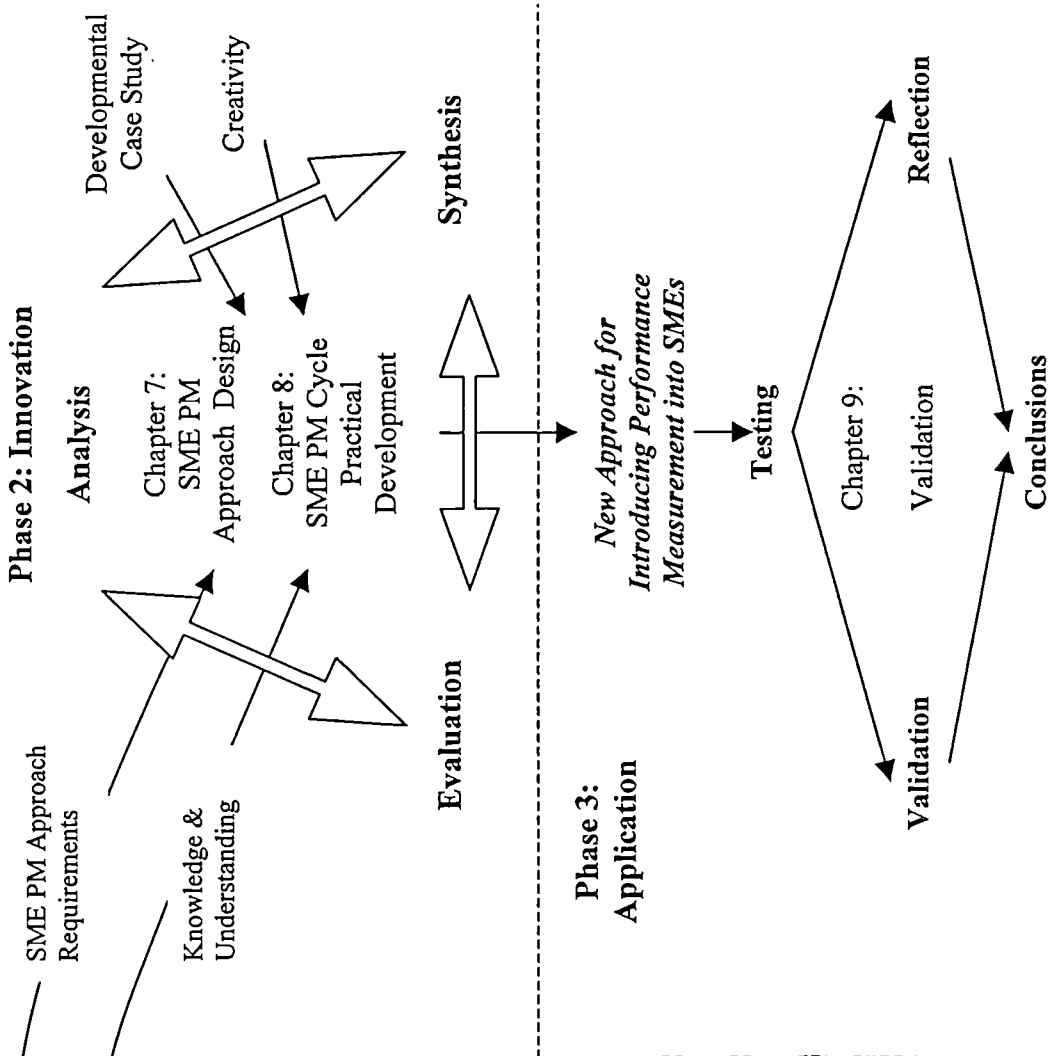 Phase 2: Innovation
Analysis
SME PM Approach
Requirements
Knowledge &
Understanding
Chapter 7:
SME PM
Approach Design
Chapter 8:
SME PM Cycle
Practical
Development
Developmental
Case Study
Creativity
Evaluation
Synthesis
Phase 3:
Application
New Approach for
Introducing Performance
Measurement into SMEs
Testing
Chapter 9:
Validation
Validation
Reflection
Conclusions